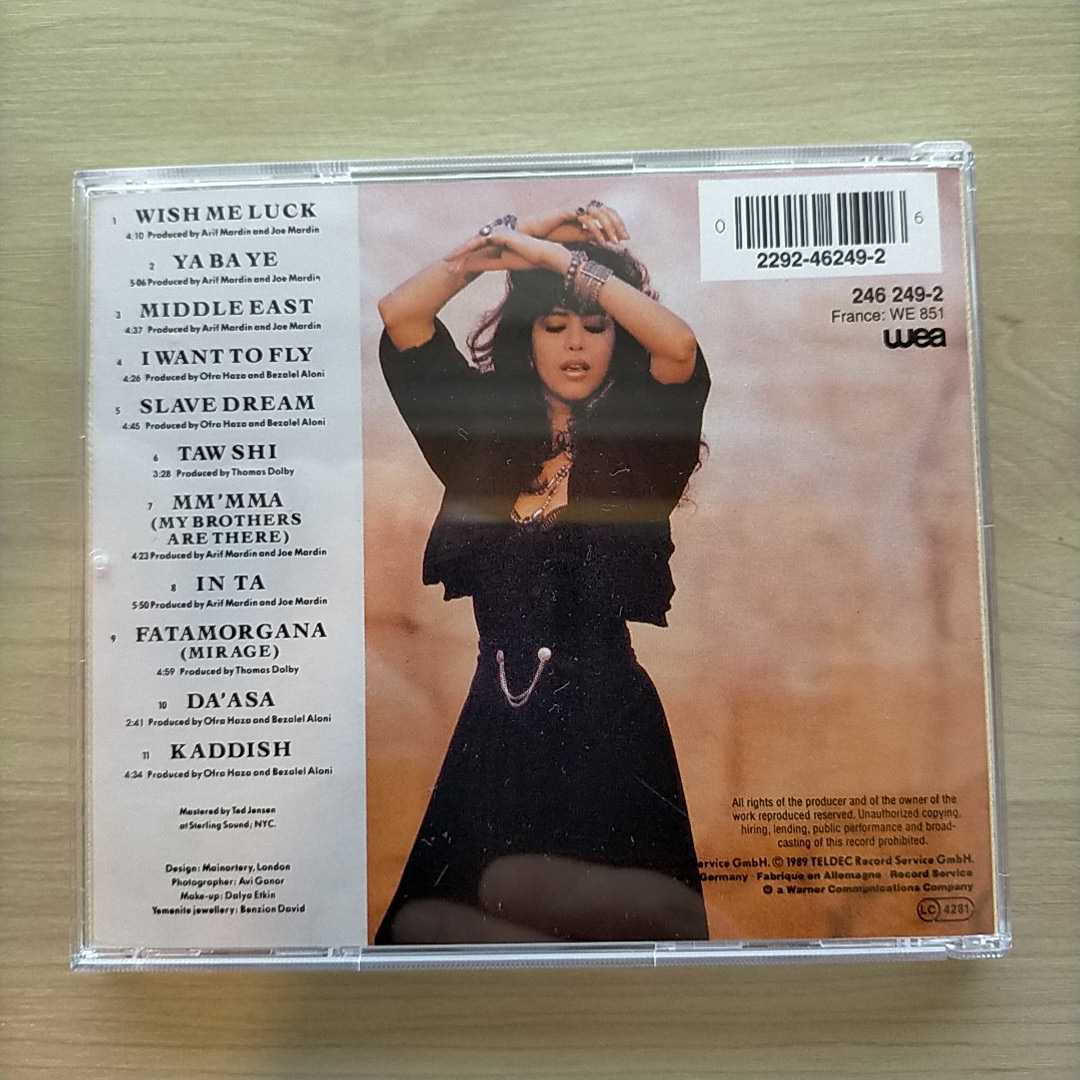 1 WISH ME LUCK
4:10 Produced by Arif Mardin and Joe Mardin
2 YA BA YE
5:06 Produced by Arif Mardin and Joe Mardin
3 MIDDLE EAST
4:37 Produced by Arif Mardin and Joe Mardin
4 I WANT TO FLY
4:26 Produced by Ofra Haza and Bezalel Aloni
5 SLAVE DREAM
4:45 Produced by Ofra Haza and Bezalel Aloni
6 TAW SHI
3:28 Produced by Thomas Dolby
7 MM'MMA
(MY BROTHERS
ARE THERE)
4:23 Produced by Arif Mardin and Joe Mardin
8 IN TA
5:50 Produced by Arif Mardin and Joe Mardin
9 FATAMORGANA
(MIRAGE)
4:59 Produced by Thomas Dolby
10 DA'ASA
2:41 Produced by Ofra Haza and Bezalel Aloni
11 KADDISH
4:34 Produced by Ofra Haza and Bezalel Aloni
Mastered by Ted Jensen
at Sterling Sound; NYC.
Design: Mainartery, London
Photographer: Avi Ganor
Make-up: Dalya Etkin
Yemenite jewellery: Benzion David
0 6
2292-46249-2
246 249-2
France: WE 851
wea
All rights of the producer and of the owner of the
work reproduced reserved. Unauthorized copying,
hiring, lending, public performance and broad-
casting of this record prohibited.
ervice GmbH. © 1989 TELDEC Record Service GmbH.
Germany · Fabrique en Allemagne · Record Service
a Warner Communications Company
LC 4281